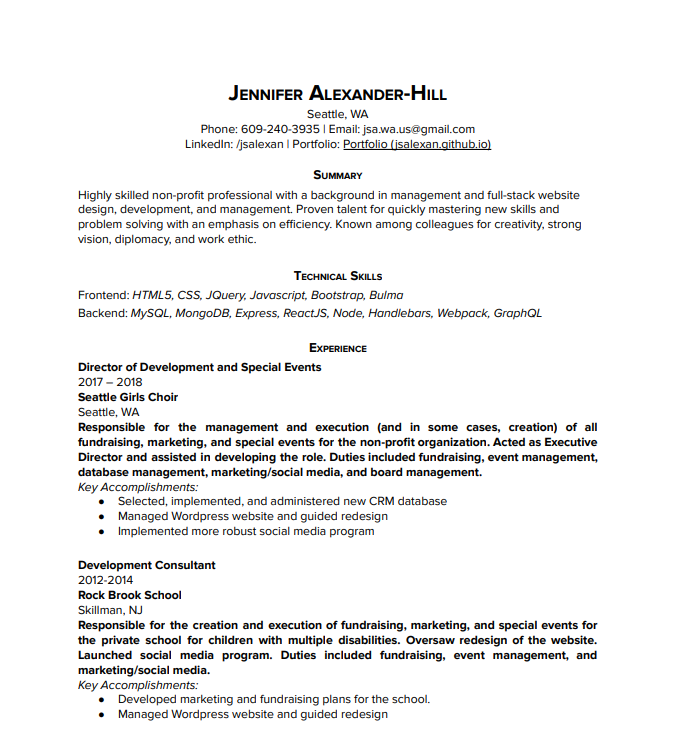 Jennifer Alexander-Hill
Seattle, WA
Phone: 609-240-3935 | Email: jsa.wa.us@gmail.com
LinkedIn: /jsalexan | Portfolio: Portfolio (jsalexan.github.io)
Summary
Highly skilled non-profit professional with a background in management and full-stack website
design, development, and management. Proven talent for quickly mastering new skills and
problem solving with an emphasis on efficiency. Known among colleagues for creativity, strong
vision, diplomacy, and work ethic.
Technical Skills
Frontend: HTML5, CSS, JQuery, Javascript, Bootstrap, Bulma
Backend: MySQL, MongoDB, Express, ReactJS, Node, Handlebars, Webpack, GraphQL
Experience
Director of Development and Special Events
2017 – 2018
Seattle Girls Choir
Seattle, WA
Responsible for the management and execution (and in some cases, creation) of all
fundraising, marketing, and special events for the non-profit organization. Acted as Executive
Director and assisted in developing the role. Duties included fundraising, event management,
database management, marketing/social media, and board management.
Key Accomplishments:
● Selected, implemented, and administered new CRM database
● Managed Wordpress website and guided redesign
● Implemented more robust social media program
Development Consultant
2012-2014
Rock Brook School
Skillman, NJ
Responsible for the creation and execution of fundraising, marketing, and special events for
the private school for children with multiple disabilities. Oversaw redesign of the website.
Launched social media program. Duties included fundraising, event management, and
marketing/social media.
Key Accomplishments:
● Developed marketing and fundraising plans for the school.
● Managed Wordpress website and guided redesign